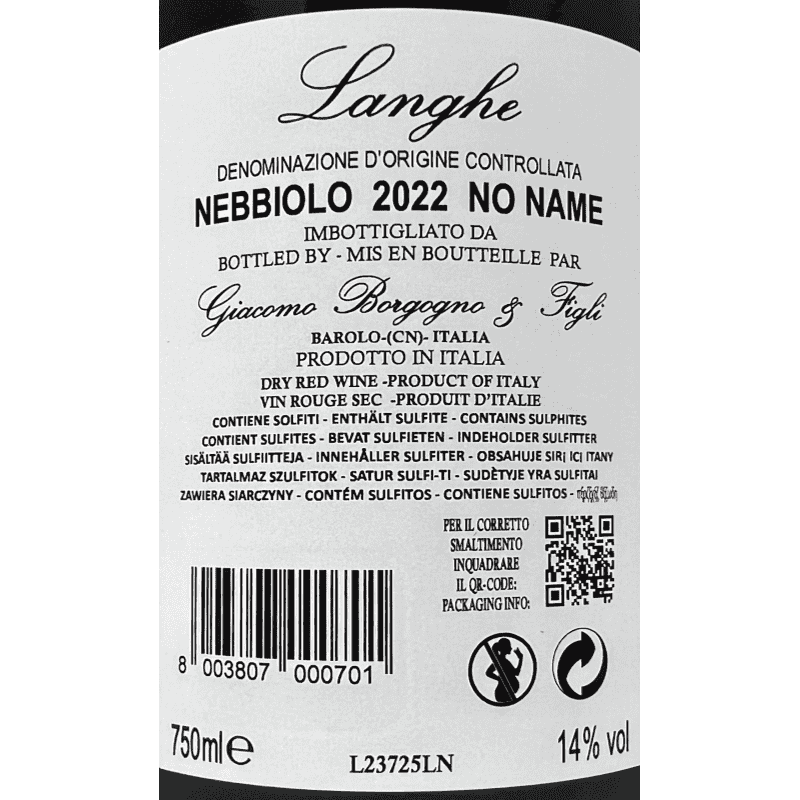 Langhe
DENOMINAZIONE D'ORIGINE CONTROLLATA
NEBBIOLO 2022 NO NAME
IMBOTTIGLIATO DA
BOTTLED BY - MIS EN BOUTTEILLE PAR
Giacomo Borgogno & Figli
BAROLO-(CN)- ITALIA
PRODOTTO IN ITALIA
DRY RED WINE -PRODUCT OF ITALY
VIN ROUGE SEC -PRODUIT D'ITALIE
CONTIENE SOLFITI - ENTHÄLT SULFITE - CONTAINS SULPHITES
CONTIENT SULFITES - BEVAT SULFIETEN - INDEHOLDER SULFITTER
SISÄLTÄÄ SULFIITTEJA - INNEHÅLLER SULFITER - OBSAHUJE SIRI ICI ITANY
TARTALMAZ SZULFITOK - SATUR SULFI-TI - SUDĖTYJE YRA SULFITAI
ZAWIERA SIARCZYNY - CONTÉM SULFITOS - CONTIENE SULFITOS -
PER IL CORRETTO
SMALTIMENTO
INQUADRARE
IL QR-CODE:
PACKAGING INFO:
8 003807 000701
750ml e
14% vol
L23725LN